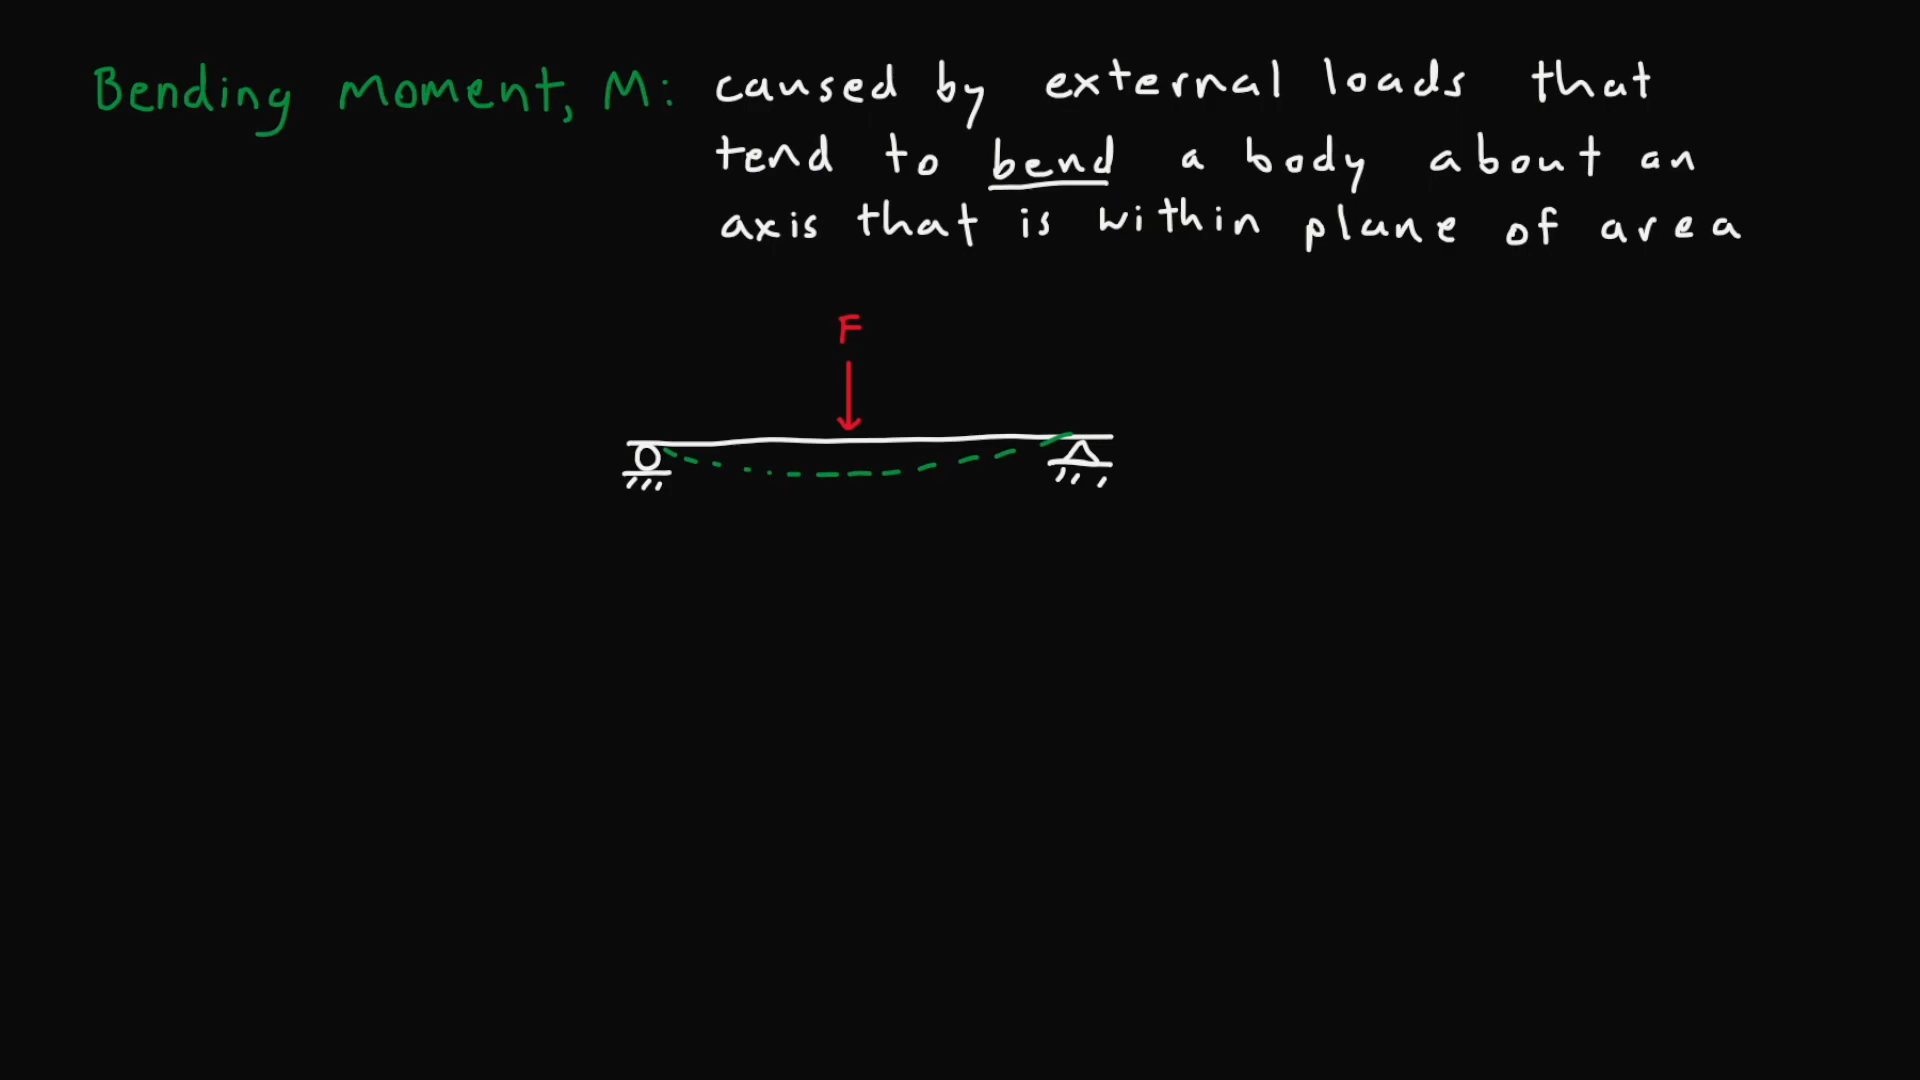 Bending moment, M: caused by external loads that
tend to bend a body about an
axis that is within plane of area
F